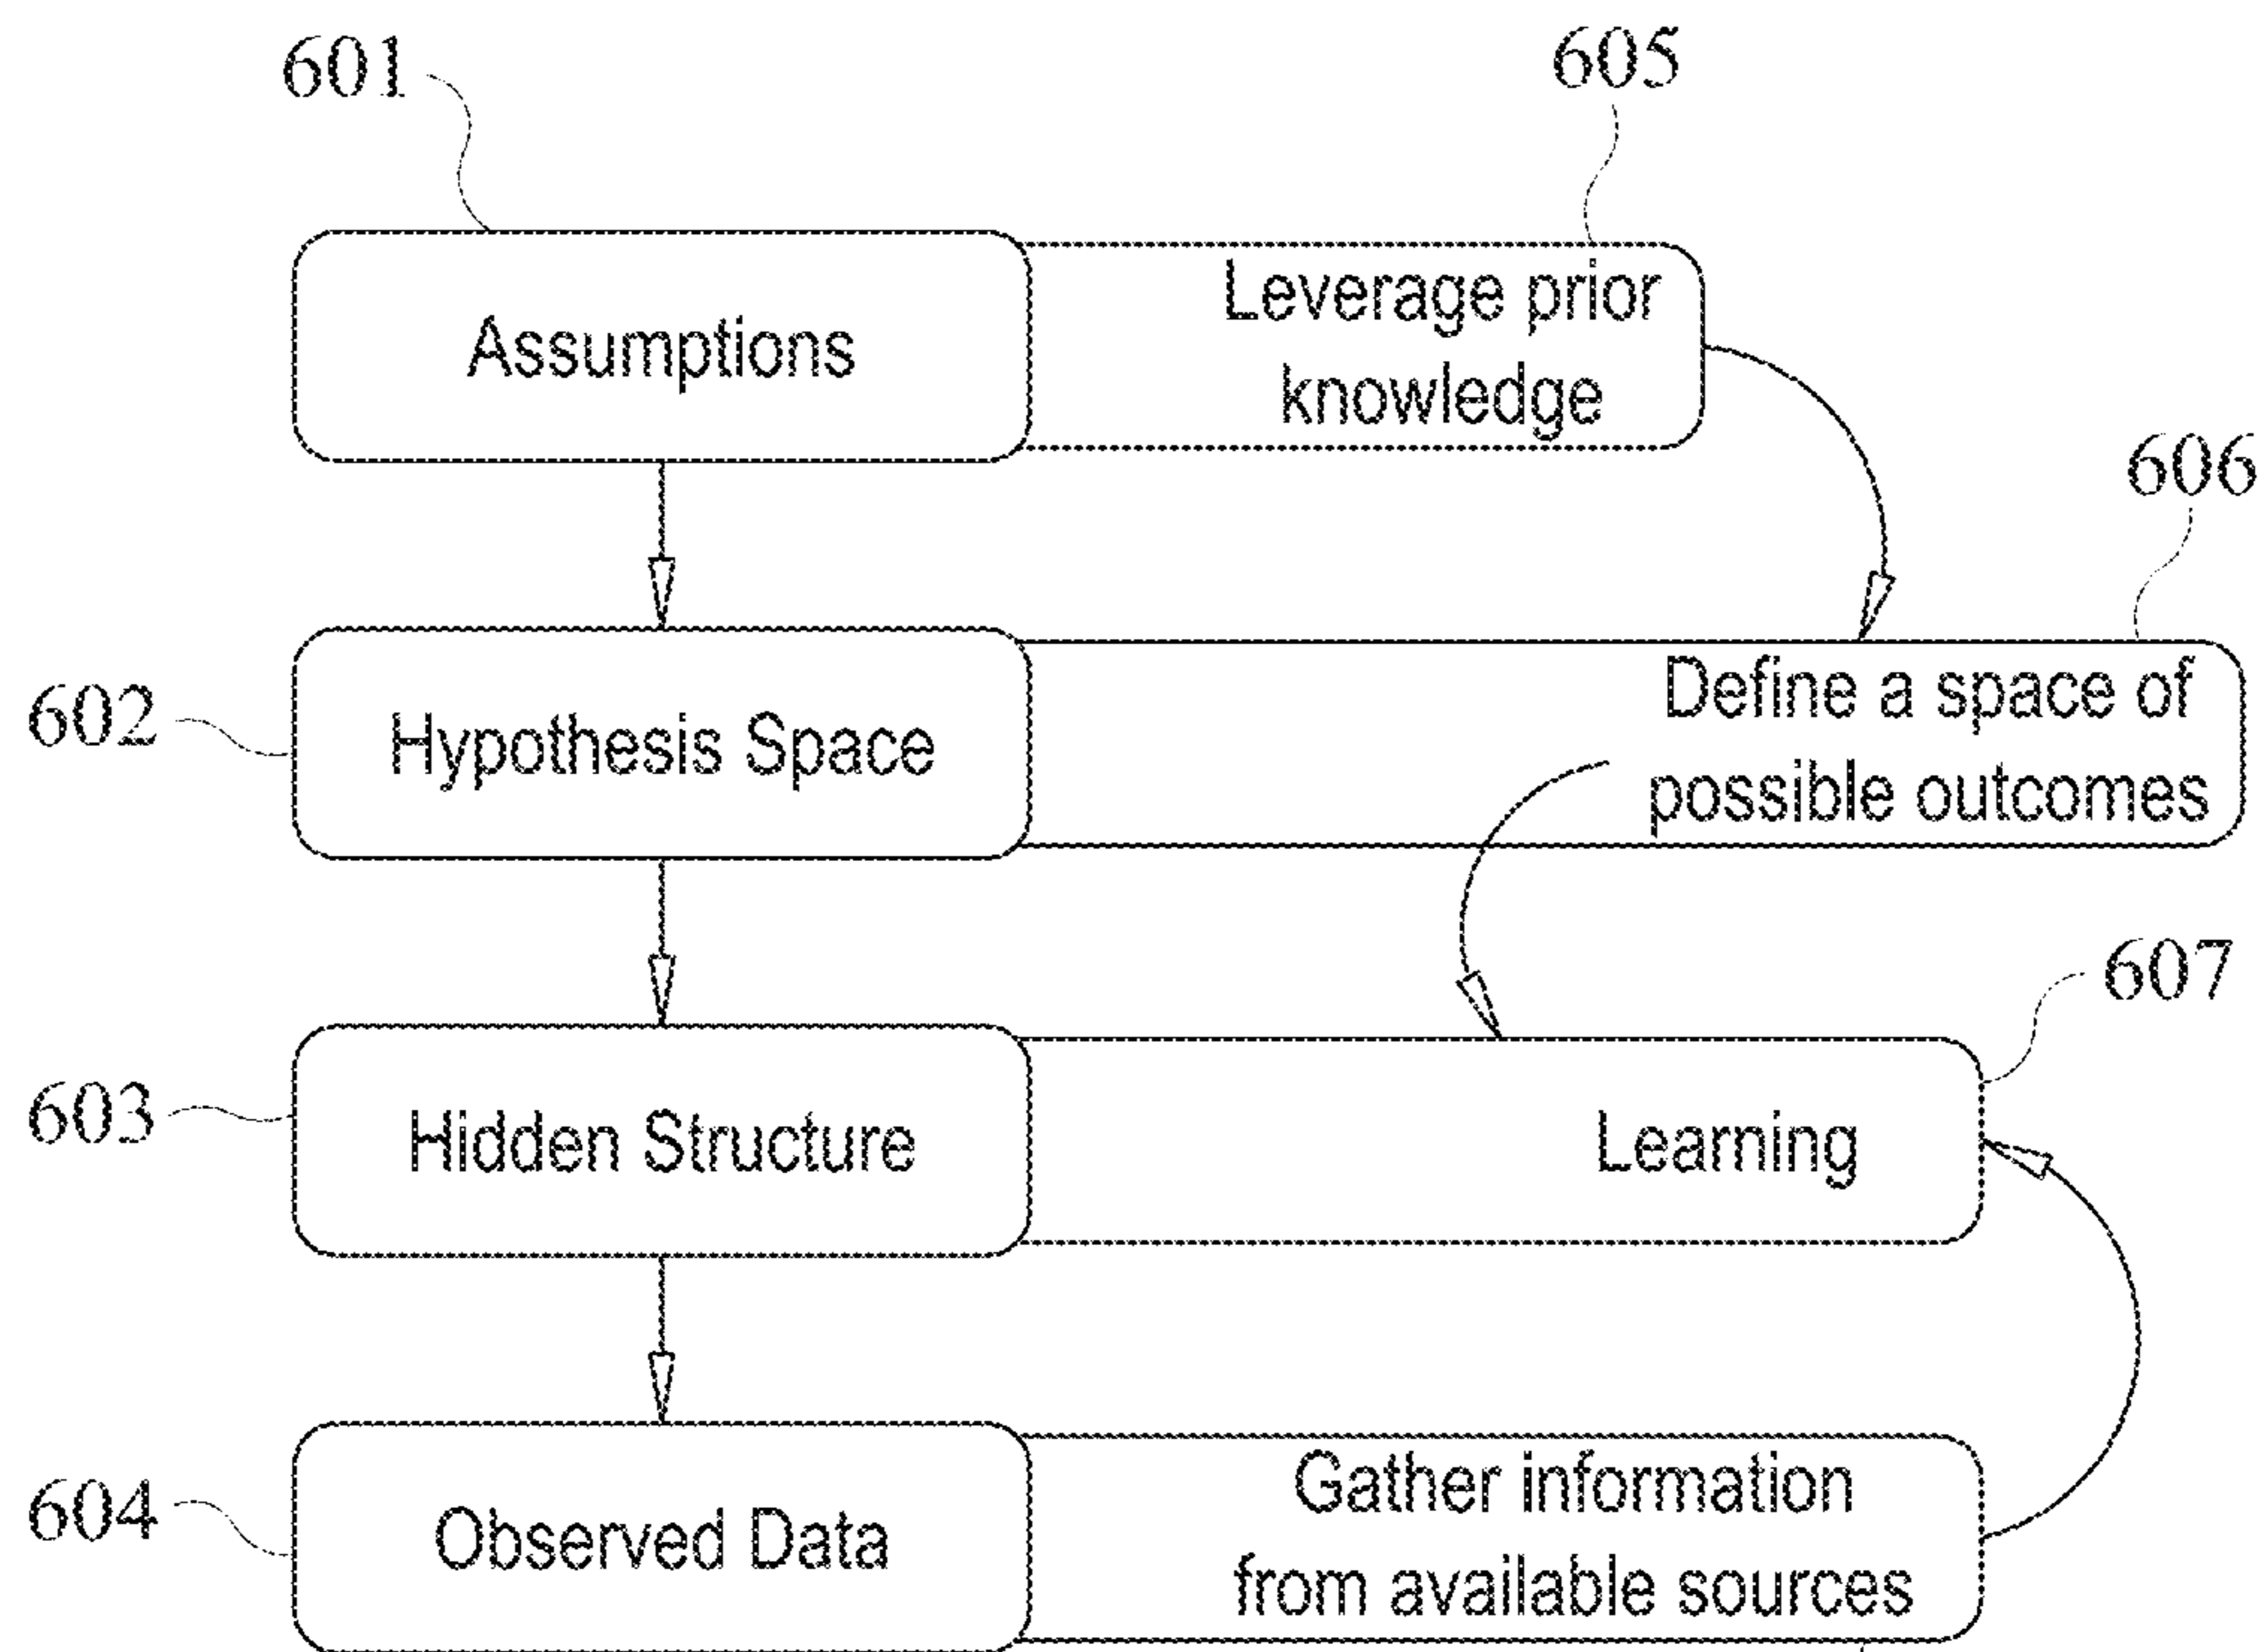 601
605
Assumptions
Leverage prior
knowledge
606
602
Hypothesis Space
Define a space of
possible outcomes
607
603
Hidden Structure
Learning
604
Observed Data
Gather information
from available sources